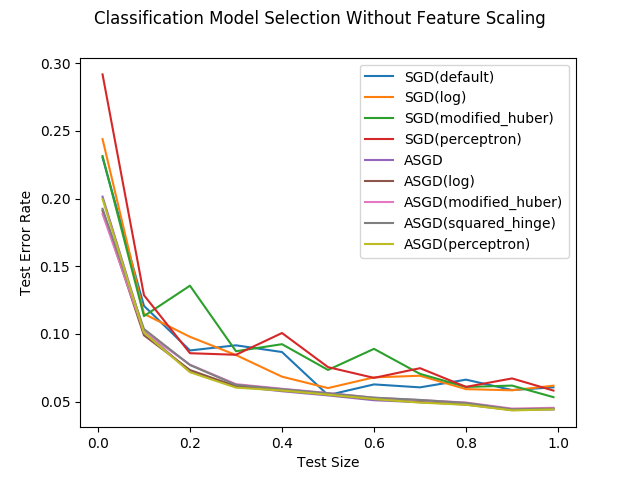 Classification Model Selection Without Feature Scaling
0.30
0.25
0.20
0.15
0.10
0.05
Test Error Rate
SGD(default)
SGD(log)
SGD(modified_huber)
SGD(perceptron)
ASGD
ASGD(log)
ASGD(modified_huber)
ASGD(squared_hinge)
ASGD(perceptron)
0.0 0.2 0.4 0.6 0.8 1.0
Test Size